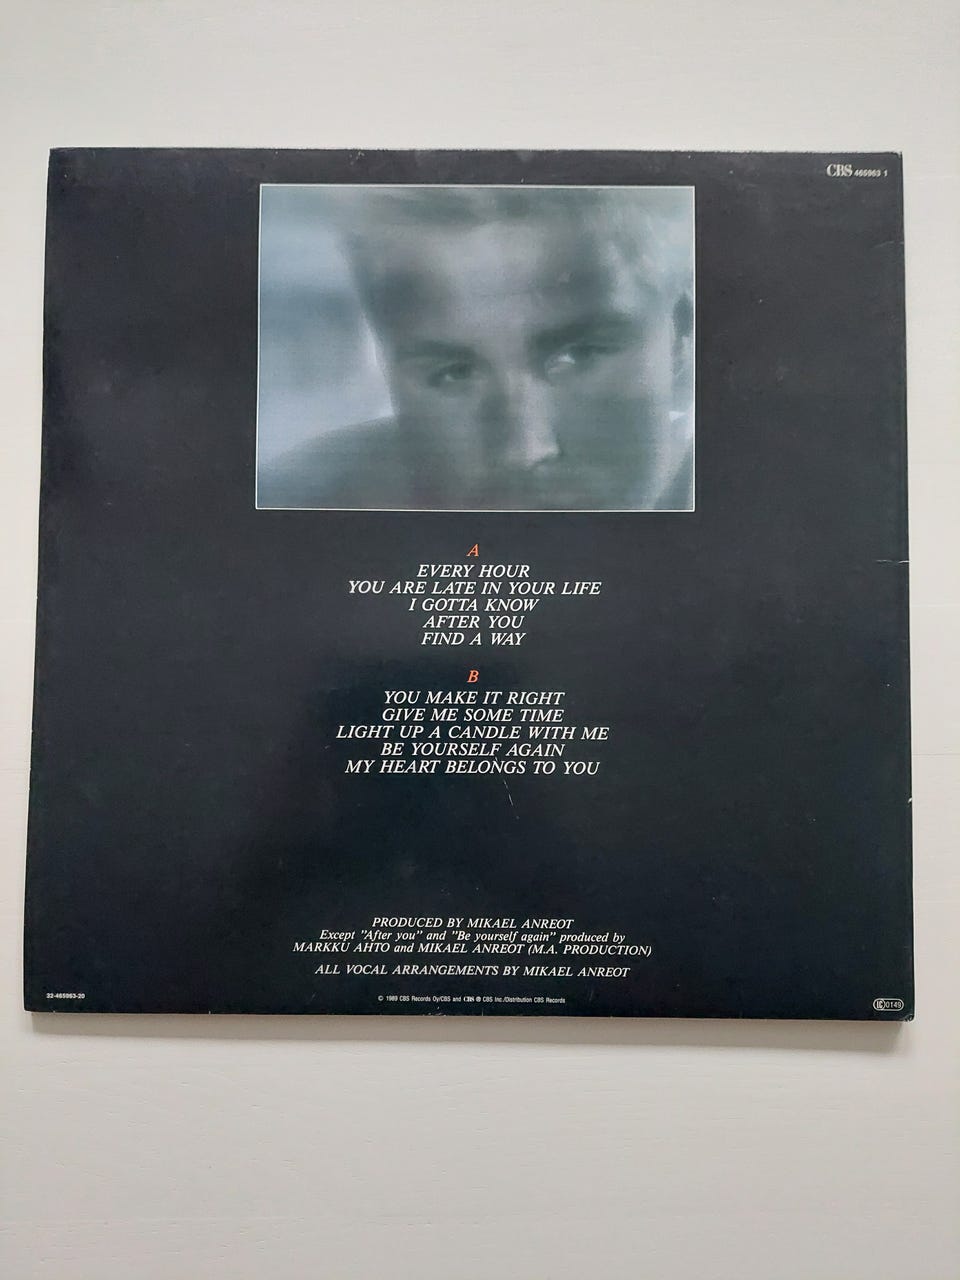 CBS 465963 1
A
EVERY HOUR
YOU ARE LATE IN YOUR LIFE
I GOTTA KNOW
AFTER YOU
FIND A WAY
B
YOU MAKE IT RIGHT
GIVE ME SOME TIME
LIGHT UP A CANDLE WITH ME
BE YOURSELF AGAIN
MY HEART BELONGS TO YOU
PRODUCED BY MIKAEL ANREOT
Except "After you" and "Be yourself again" produced by
MARKKU AHTO and MIKAEL ANREOT (M.A. PRODUCTION)
ALL VOCAL ARRANGEMENTS BY MIKAEL ANREOT
32-465963-20
© 1989 CBS Records Oy/CBS and CBS ® CBS Inc./Distribution CBS Records
LC 0149